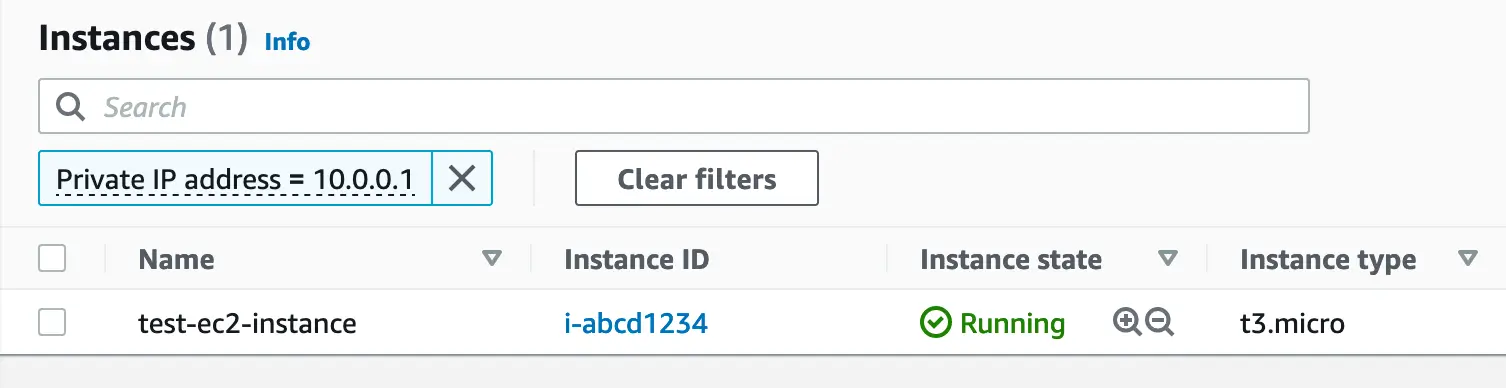 Instances (1) Info
Search
Private IP address = 10.0.0.1 Clear filters
Name Instance ID Instance state Instance type
test-ec2-instance i-abcd1234 Running t3.micro